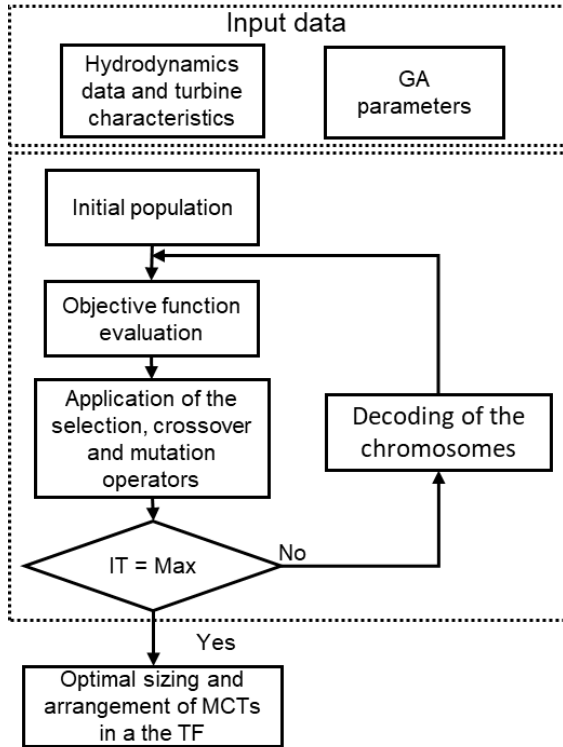 Input data
Hydrodynamics
data and turbine
characteristics
GA
parameters
Initial population
Objective function
evaluation
Application of the
selection, crossover
and mutation
operators
Decoding of the
chromosomes
IT = Max
No
Yes
Optimal sizing and
arrangement of MCTs
in a the TF